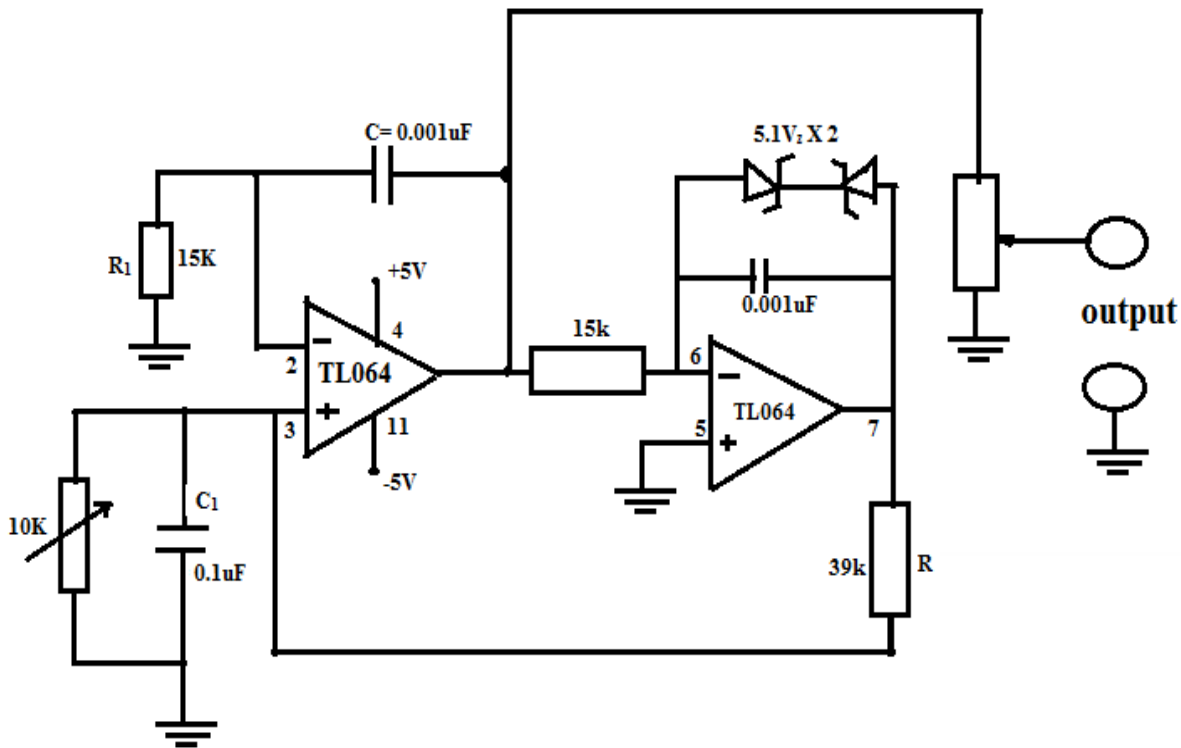 C= 0.001uF
5.1Vz X 2
R1
15K
+5V
4
2
TL064
3
11
-5V
15k
0.001uF
6
TL064
5
7
output
10K
C1
0.1uF
39k
R